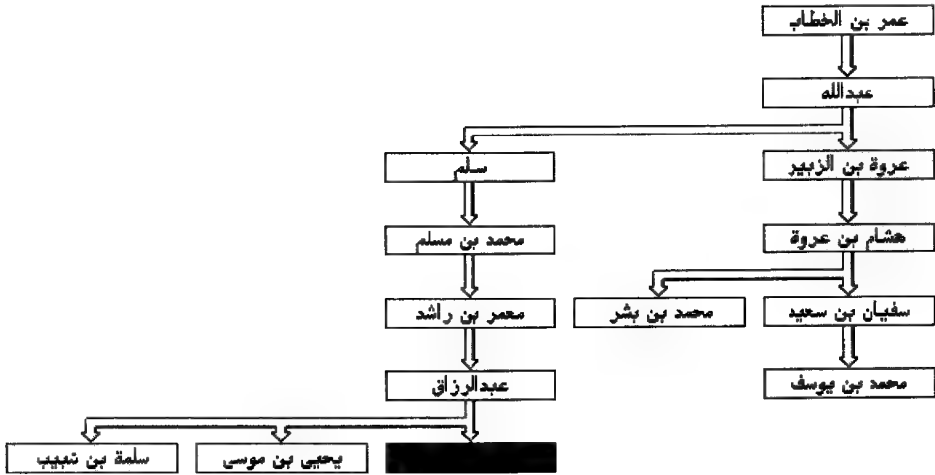 عمر بن الخطاب
عبدالله
عروة بن الزبير
سلم
هشام بن عروة
محمد بن مسلم
سفيان بن سعيد
محمد بن بشر
معمر بن راشد
محمد بن يوسف
عبدالرزاق
يحيى بن موسى
سلمة بن شبيب